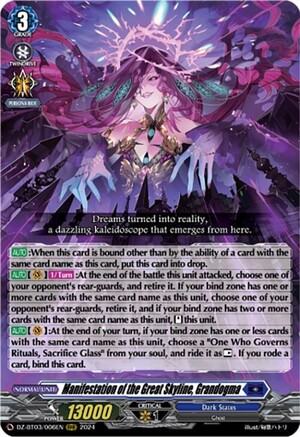 3
GRADE
TWINDRIVE
PERSONA RIDE
Dreams turned into reality,
a dazzling kaleidoscope that emerges from here.
AUTO:When this card is bound other than by the ability of a card with the
same card name as this card, put this card into drop.
AUTO[ ] 1/Turn :At the end of the battle this unit attacked, choose one of
your opponent's rear-guards, and retire it. If your bind zone has one or
more cards with the same card name as this unit, choose one of your
opponent's rear-guards, retire it, and if your bind zone has two or more
cards with the same name as this unit, this unit.
AUTO[ ]:At the end of your turn, if your bind zone has one or less cards
with the same card name as this unit, choose a "One Who Governs
Rituals, Sacrifice Glass" from your soul, and ride it as . If you rode a
card, bind this card.
NORMAL UNIT
Manifestation of the Great Skyline, Grandogma
POWER 13000
CRITICAL
1
Dark States
Ghost
DZ-BT03/006EN RRR 2024